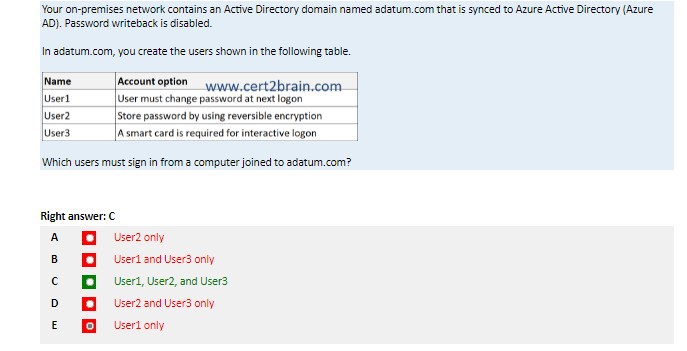 Your on-premises network contains an Active Directory domain named adatum.com that is synced to Azure Active Directory (Azure
AD). Password writeback is disabled.
In adatum.com, you create the users shown in the following table.
Name Account option www.cert2brain.com
User1 User must change password at next logon
User2 Store password by using reversible encryption
User3 A smart card is required for interactive logon
Which users must sign in from a computer joined to adatum.com?
Right answer: C
A User2 only
B User1 and User3 only
C User1, User2, and User3
D User2 and User3 only
E User1 only